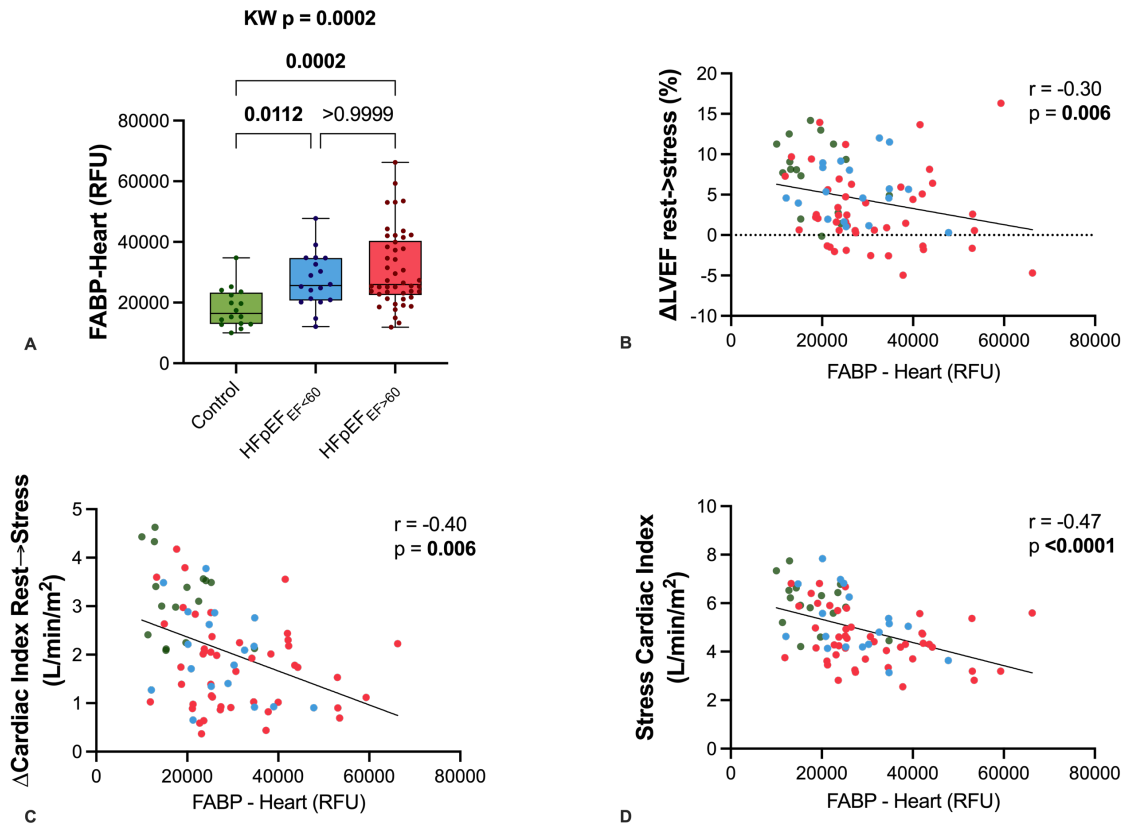 KW p = 0.0002
0.0002
0.0112
>0.9999
FABP-Heart (RFU)
80000
60000
40000
20000
0
Control
HFpEF EF<60
HFpEF EF>60
A
ΔLVEF rest->stress (%)
20
15
10
5
0
-5
-10
r = -0.30
p = 0.006
0 20000 40000 60000 80000
FABP - Heart (RFU)
B
ΔCardiac Index Rest→Stress
(L/min/m²)
5
4
3
2
1
0
r = -0.40
p = 0.006
0 20000 40000 60000 80000
FABP - Heart (RFU)
C
Stress Cardiac Index
(L/min/m²)
10
8
6
4
2
0
r = -0.47
p <0.0001
0 20000 40000 60000 80000
FABP - Heart (RFU)
D